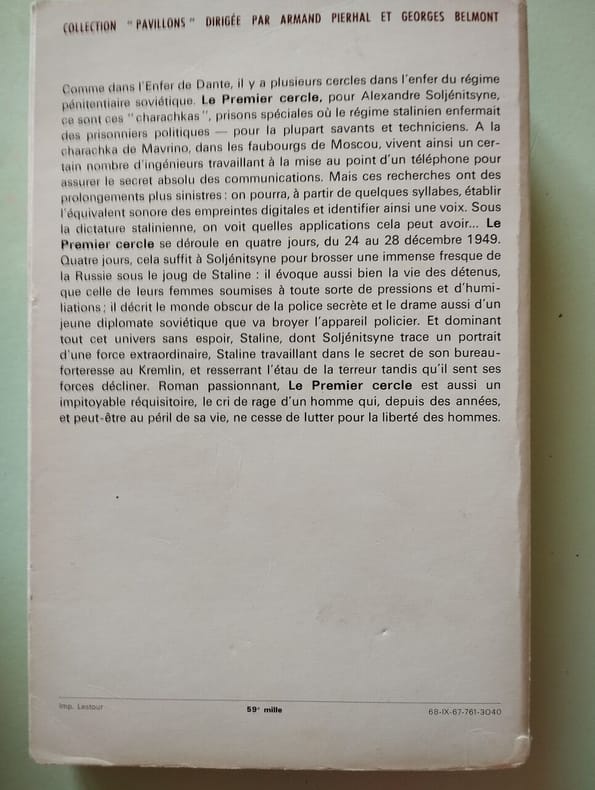 COLLECTION "PAVILLONS" DIRIGÉE PAR ARMAND PIERHAL ET GEORGES BELMONT
Comme dans l'Enfer de Dante, il y a plusieurs cercles dans l'enfer du régime
pénitentiaire soviétique. Le Premier cercle, pour Alexandre Soljénitsyne,
ce sont ces "charachkas", prisons spéciales où le régime stalinien enfermait
des prisonniers politiques — pour la plupart savants et techniciens. A la
charachka de Mavrino, dans les faubourgs de Moscou, vivent ainsi un cer-
tain nombre d'ingénieurs travaillant à la mise au point d'un téléphone pour
assurer le secret absolu des communications. Mais ces recherches ont des
prolongements plus sinistres : on pourra, à partir de quelques syllabes, établir
l'équivalent sonore des empreintes digitales et identifier ainsi une voix. Sous
la dictature stalinienne, on voit quelles applications cela peut avoir... Le
Premier cercle se déroule en quatre jours, du 24 au 28 décembre 1949.
Quatre jours, cela suffit à Soljénitsyne pour brosser une immense fresque de
la Russie sous le joug de Staline : il évoque aussi bien la vie des détenus,
que celle de leurs femmes soumises à toute sorte de pressions et d'humi-
liations ; il décrit le monde obscur de la police secrète et le drame aussi d'un
jeune diplomate soviétique que va broyer l'appareil policier. Et dominant
tout cet univers sans espoir, Staline, dont Soljénitsyne trace un portrait
d'une force extraordinaire, Staline travaillant dans le secret de son bureau-
forteresse au Kremlin, et resserrant l'étau de la terreur tandis qu'il sent ses
forces décliner. Roman passionnant, Le Premier cercle est aussi un
impitoyable réquisitoire, le cri de rage d'un homme qui, depuis des années,
et peut-être au péril de sa vie, ne cesse de lutter pour la liberté des hommes.
Imp. Lestour
59e mille
68-IX-67-761-3040